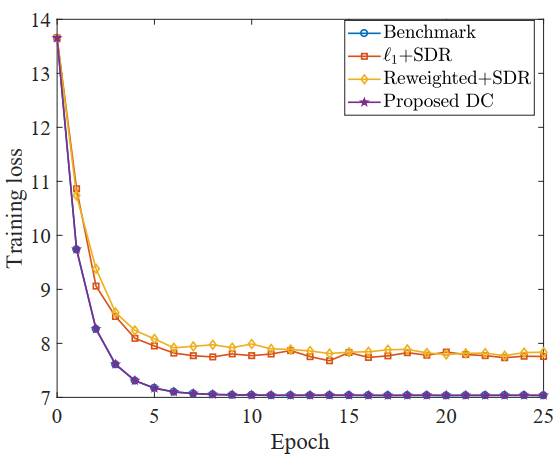 14
13
12
11
10
9
8
7
0 5 10 15 20 25
Training loss
Epoch
Benchmark
ℓ₁+SDR
Reweighted+SDR
Proposed DC